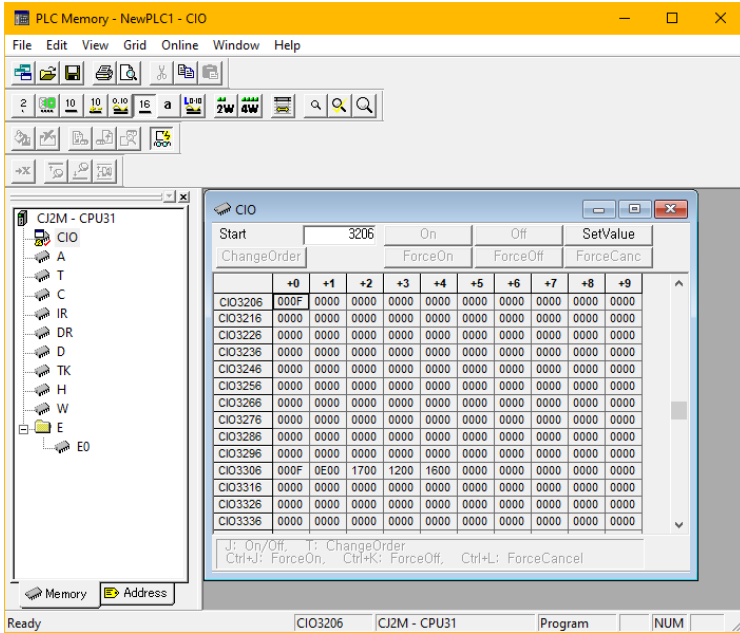 PLC Memory - NewPLC1 - CIO
File Edit View Grid Online Window Help
2 10 10 0.10 16 a L0-I0 2W 4W
→X
CJ2M - CPU31
CIO
A
T
C
IR
DR
D
TK
H
W
E
E0
Memory Address
CIO
Start 3206 On Off SetValue
ChangeOrder ForceOn ForceOff ForceCanc
+0 +1 +2 +3 +4 +5 +6 +7 +8 +9
CIO3206 000F 0000 0000 0000 0000 0000 0000 0000 0000 0000
CIO3216 0000 0000 0000 0000 0000 0000 0000 0000 0000 0000
CIO3226 0000 0000 0000 0000 0000 0000 0000 0000 0000 0000
CIO3236 0000 0000 0000 0000 0000 0000 0000 0000 0000 0000
CIO3246 0000 0000 0000 0000 0000 0000 0000 0000 0000 0000
CIO3256 0000 0000 0000 0000 0000 0000 0000 0000 0000 0000
CIO3266 0000 0000 0000 0000 0000 0000 0000 0000 0000 0000
CIO3276 0000 0000 0000 0000 0000 0000 0000 0000 0000 0000
CIO3286 0000 0000 0000 0000 0000 0000 0000 0000 0000 0000
CIO3296 0000 0000 0000 0000 0000 0000 0000 0000 0000 0000
CIO3306 000F 0E00 1700 1200 1600 0000 0000 0000 0000 0000
CIO3316 0000 0000 0000 0000 0000 0000 0000 0000 0000 0000
CIO3326 0000 0000 0000 0000 0000 0000 0000 0000 0000 0000
CIO3336 0000 0000 0000 0000 0000 0000 0000 0000 0000 0000
J: On/Off, T: ChangeOrder
Ctrl+J: ForceOn, Ctrl+K: ForceOff, Ctrl+L: ForceCancel
Ready CIO3206 CJ2M - CPU31 Program NUM